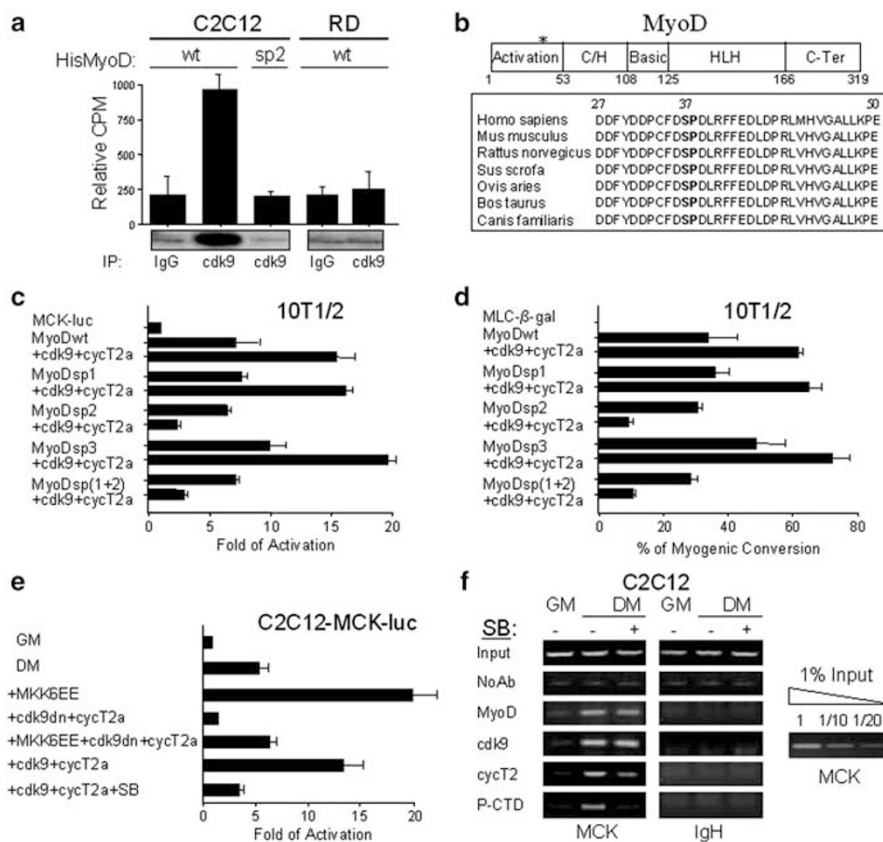 a
C2C12 RD
HisMyoD: wt sp2 wt
Relative CPM
1000
750
500
250
0
IP: IgG cdk9 cdk9 IgG cdk9
b
MyoD
*
Activation C/H Basic HLH C-Ter
1 53 108 125 166 319
27 37 50
Homo sapiens DDFYDDPCFDSPDLRFFEDLDPRLMHVGALLKPE
Mus musculus DDFYDDPCFDSPDLRFFEDLDPRLVHVGALLKPE
Rattus norvegicus DDFYDDPCFDSPDLRFFEDLDPRLVHVGALLKPE
Sus scrofa DDFYDDPCFDSPDLRFFEDLDPRLVHVGALLKPE
Ovis aries DDFYDDPCFDSPDLRFFEDLDPRLVHVGALLKPE
Bos taurus DDFYDDPCFDSPDLRFFEDLDPRLVHVGALLKPE
Canis familiaris DDFYDDPCFDSPDLRFFEDLDPRLVHVGALLKPE
c
10T1/2
MCK-luc
MyoDwt
+cdk9+cycT2a
MyoDsp1
+cdk9+cycT2a
MyoDsp2
+cdk9+cycT2a
MyoDsp3
+cdk9+cycT2a
MyoDsp(1+2)
+cdk9+cycT2a
0 5 10 15 20
Fold of Activation
d
10T1/2
MLC-β-gal
MyoDwt
+cdk9+cycT2a
MyoDsp1
+cdk9+cycT2a
MyoDsp2
+cdk9+cycT2a
MyoDsp3
+cdk9+cycT2a
MyoDsp(1+2)
+cdk9+cycT2a
0 20 40 60 80
% of Myogenic Conversion
e
C2C12-MCK-luc
GM
DM
+MKK6EE
+cdk9dn+cycT2a
+MKK6EE+cdk9dn+cycT2a
+cdk9+cycT2a
+cdk9+cycT2a+SB
0 5 10 15 20
Fold of Activation
f
C2C12
GM DM GM DM
SB: - - + - - +
Input
NoAb
MyoD
cdk9
cycT2
P-CTD
MCK IgH
1% Input
1 1/10 1/20
MCK